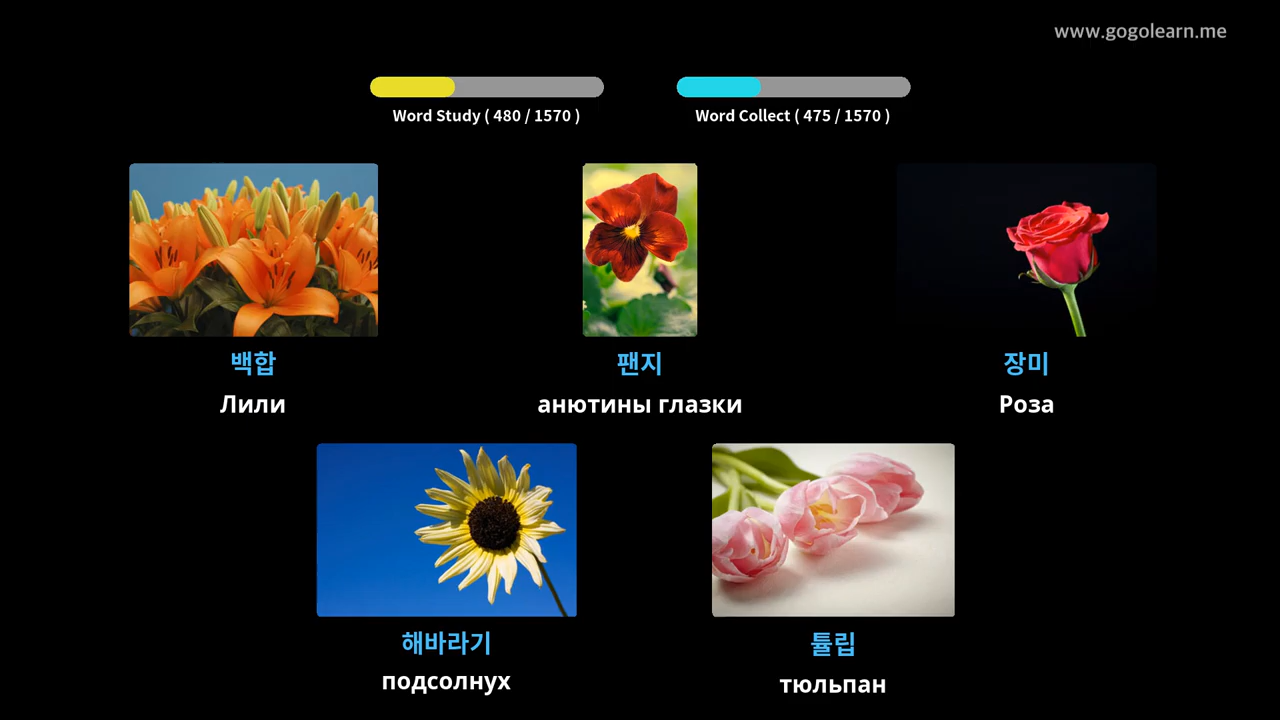 www.gogolearn.me
Word Study ( 480 / 1570 )
Word Collect ( 475 / 1570 )
백합
팬지
장미
Лили
анютины глазки
Роза
해바라기
튤립
подсолнух
тюльпан